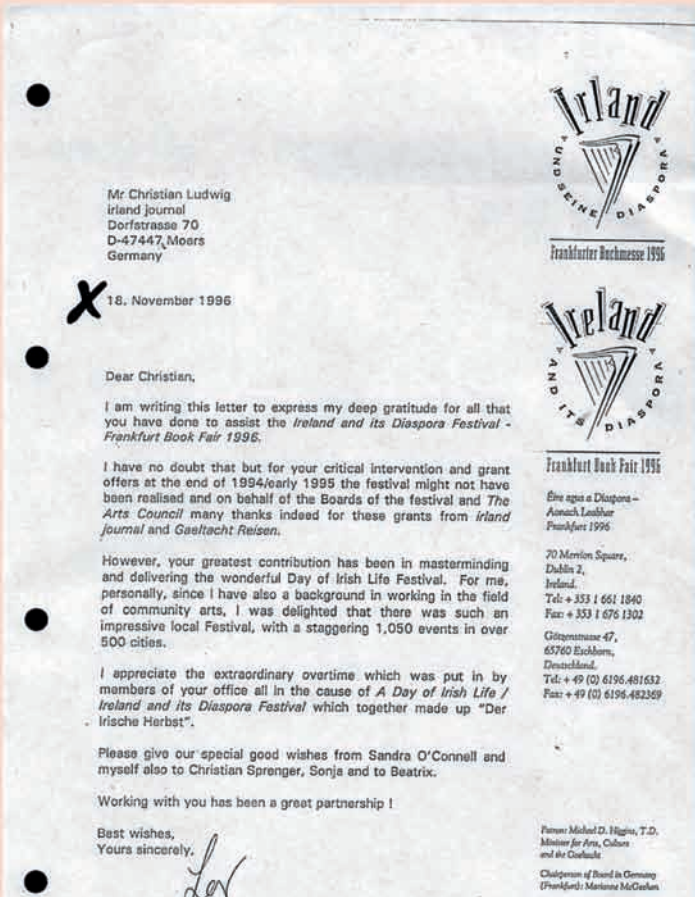 Mr Christian Ludwig
irland journal
Dorfstrasse 70
D-47447 Moers
Germany
18. November 1996
Dear Christian,
I am writing this letter to express my deep gratitude for all that
you have done to assist the Ireland and its Diaspora Festival -
Frankfurt Book Fair 1996.
I have no doubt that but for your critical intervention and grant
offers at the end of 1994/early 1995 the festival might not have
been realised and on behalf of the Boards of the festival and The
Arts Council many thanks indeed for these grants from irland
journal and Gaeltacht Reisen.
However, your greatest contribution has been in masterminding
and delivering the wonderful Day of Irish Life Festival. For me,
personally, since I have also a background in working in the field
of community arts, I was delighted that there was such an
impressive local Festival, with a staggering 1,050 events in over
500 cities.
I appreciate the extraordinary overtime which was put in by
members of your office all in the cause of A Day of Irish Life /
Ireland and its Diaspora Festival which together made up "Der
Irische Herbst".
Please give our special good wishes from Sandra O'Connell and
myself also to Christian Sprenger, Sonja and to Beatrix.
Working with you has been a great partnership !
Best wishes,
Yours sincerely,
Irland
UND SEINE DIASPORA
Frankfurter Buchmesse 1996
Ireland
AND ITS DIASPORA
Frankfurt Book Fair 1996
Éire agus a Diaspora –
Aonach Leabhar
Frankfurt 1996
70 Merrion Square,
Dublin 2,
Ireland.
Tel: + 353 1 661 1840
Fax: + 353 1 676 1302
Götzenstrasse 47,
65760 Eschborn,
Deutschland.
Tel: + 49 (0) 6196.481632
Fax: + 49 (0) 6196.482369
Patron: Michael D. Higgins, T.D.
Minister for Arts, Culture
and the Gaeltacht
Chairperson of Board in Germany
(Frankfurt): Marianne McGeehan